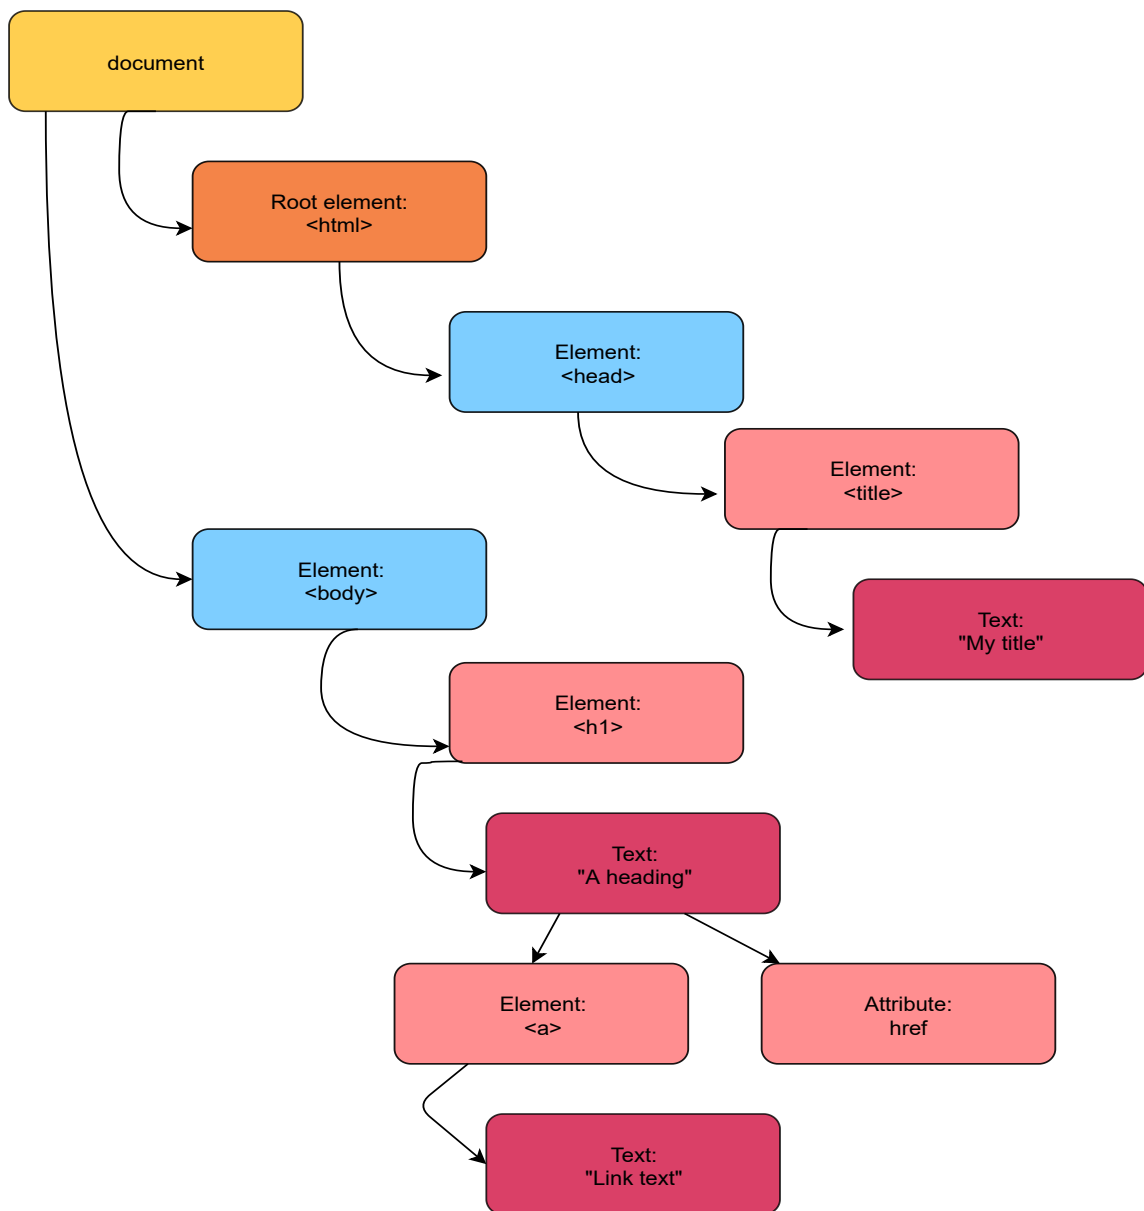 document
Root element:
<html>
Element:
<head>
Element:
<title>
Element:
<body>
Text:
"My title"
Element:
<h1>
Text:
"A heading"
Element:
<a>
Attribute:
href
Text:
"Link text"